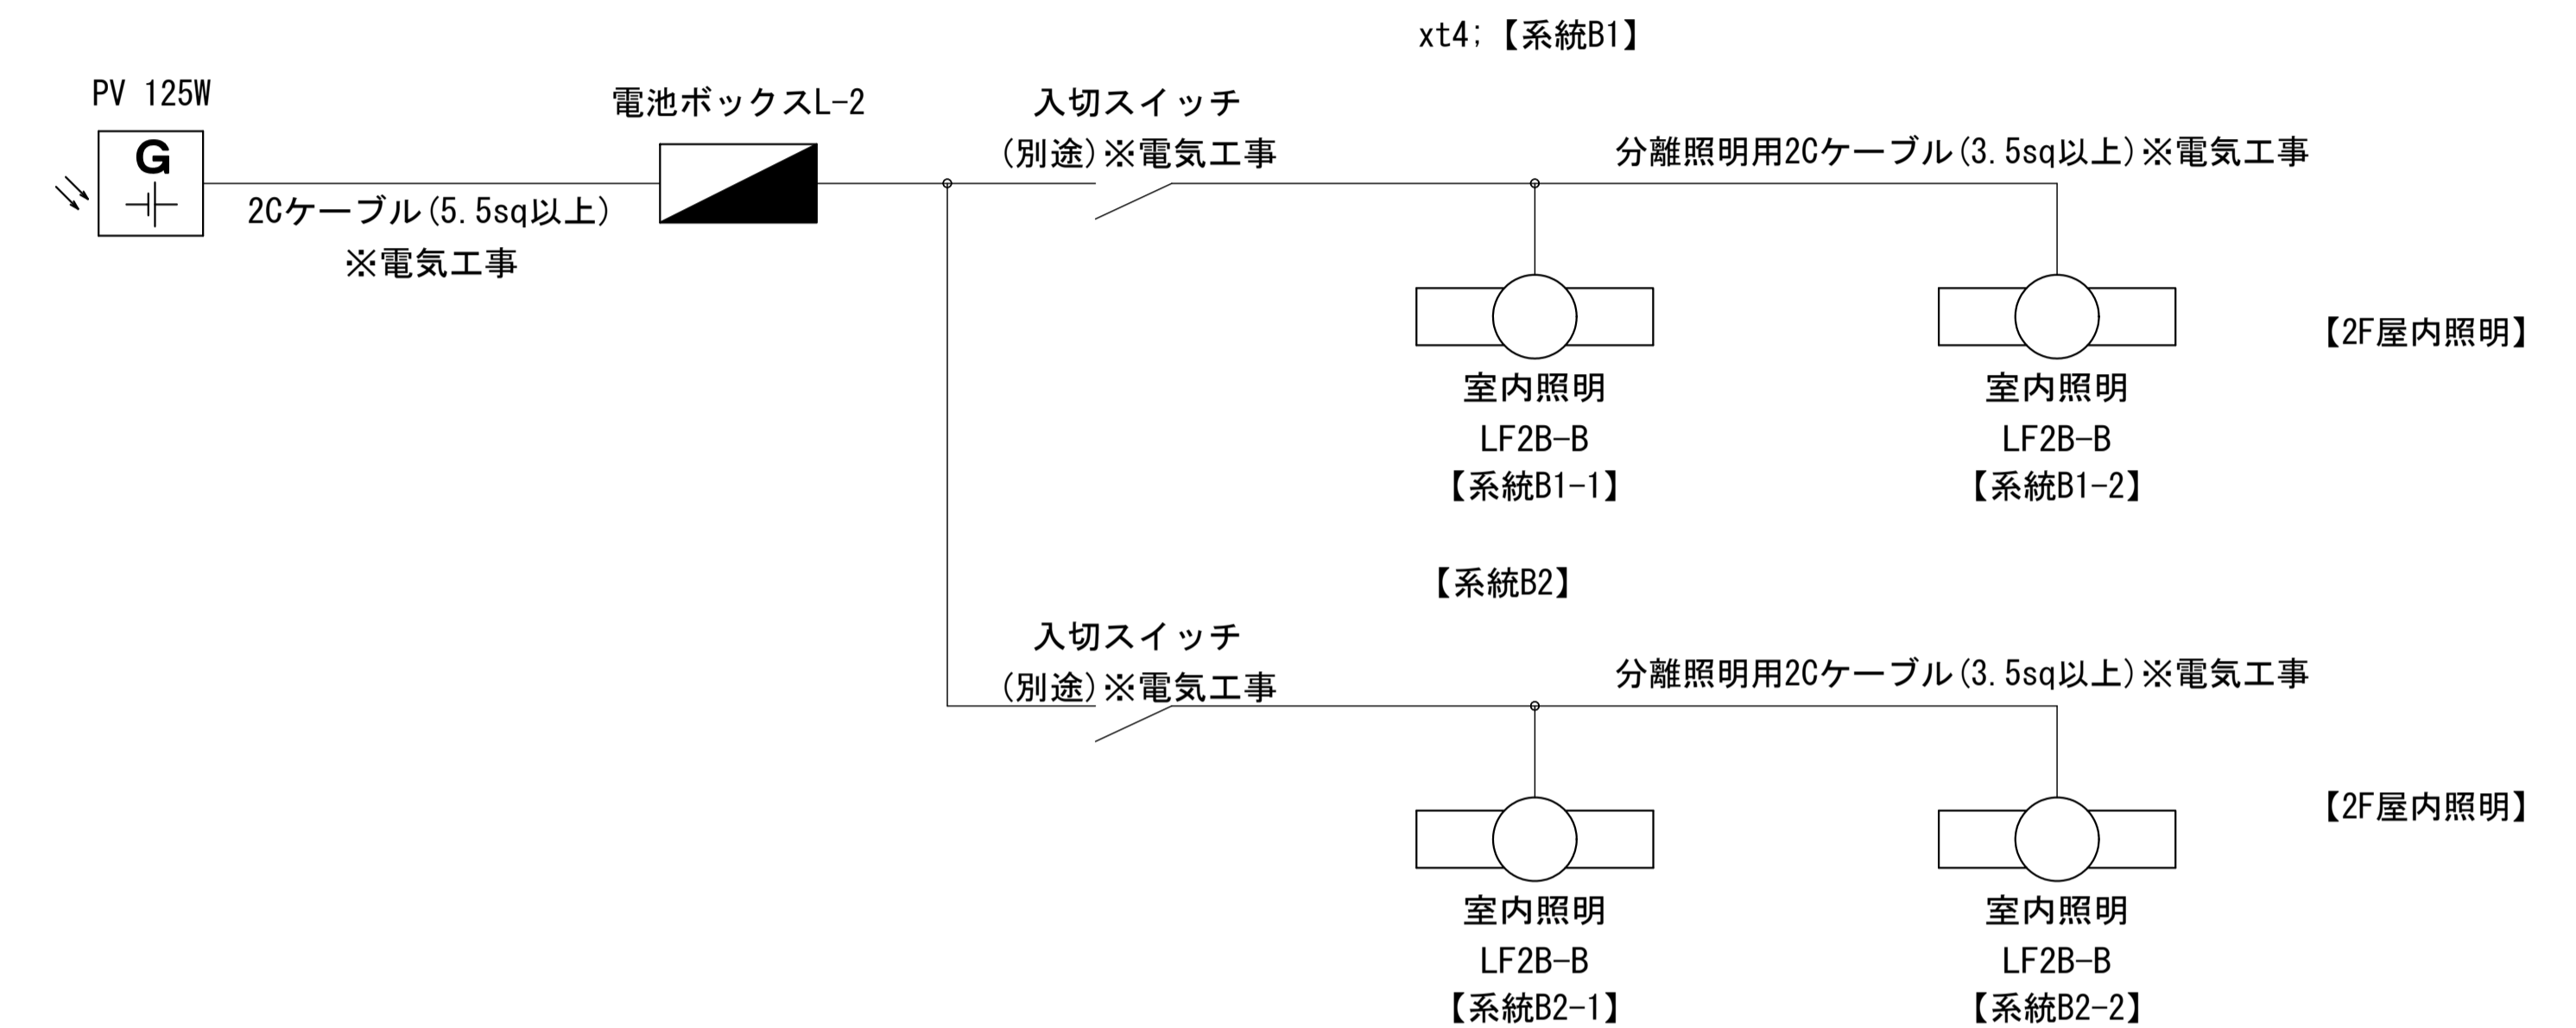 xt4;【系統B1】
PV 125W
電池ボックスL-2
入切スイッチ
(別途)※電気工事
分離照明用2Cケーブル(3.5sq以上)※電気工事
G
2Cケーブル(5.5sq以上)
※電気工事
室内照明
LF2B-B
【系統B1-1】
室内照明
LF2B-B
【系統B1-2】
【2F屋内照明】
【系統B2】
入切スイッチ
(別途)※電気工事
分離照明用2Cケーブル(3.5sq以上)※電気工事
室内照明
LF2B-B
【系統B2-1】
室内照明
LF2B-B
【系統B2-2】
【2F屋内照明】